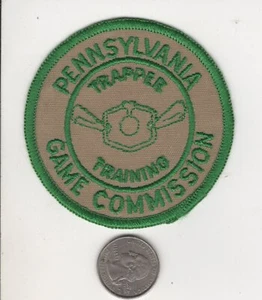 PENNSYLVANIA
TRAPPER
TRAINING
GAME COMMISSION